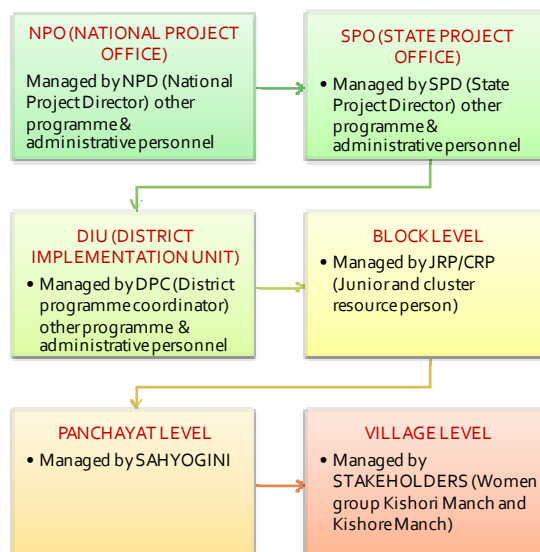 NPO (NATIONAL PROJECT
OFFICE)
Managed by NPD (National
Project Director) other
programme &
administrative personnel
SPO (STATE PROJECT
OFFICE)
• Managed by SPD (State
Project Director) other
programme &
administrative personnel
DIU (DISTRICT
IMPLEMENTATION UNIT)
• Managed by DPC (District
programme coordinator)
other programme &
administrative personnel
BLOCK LEVEL
• Managed by JRP/CRP
(Junior and cluster
resource person)
PANCHAYAT LEVEL
• Managed by SAHYOGINI
VILLAGE LEVEL
• Managed by
STAKEHOLDERS (Women
group Kishori Manch and
Kishore Manch)